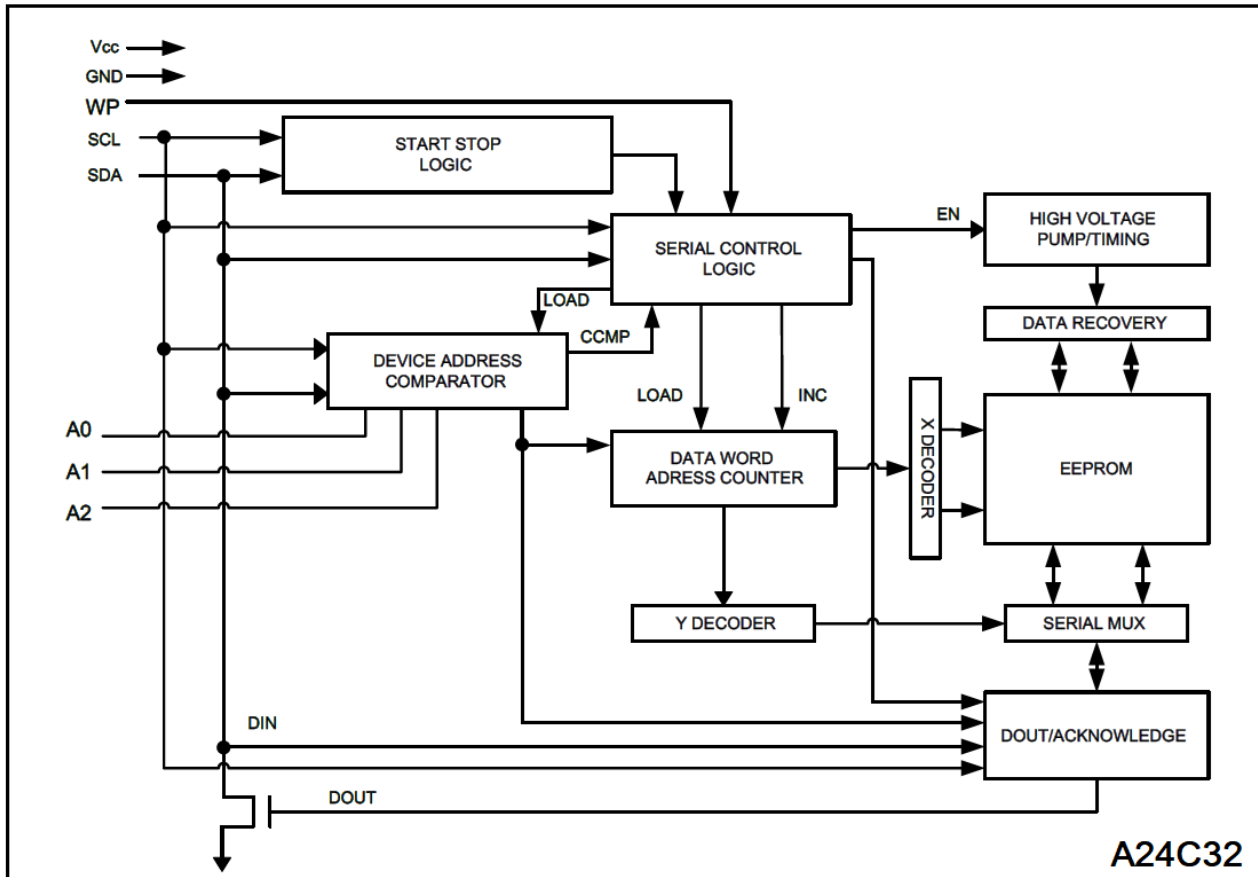 Vcc
GND
WP
SCL
SDA
START STOP
LOGIC
SERIAL CONTROL
LOGIC
EN
HIGH VOLTAGE
PUMP/TIMING
LOAD
CCMP
DATA RECOVERY
DEVICE ADDRESS
COMPARATOR
LOAD
INC
A0
A1
A2
DATA WORD
ADRESS COUNTER
X DECODER
EEPROM
Y DECODER
SERIAL MUX
DIN
DOUT/ACKNOWLEDGE
DOUT
A24C32